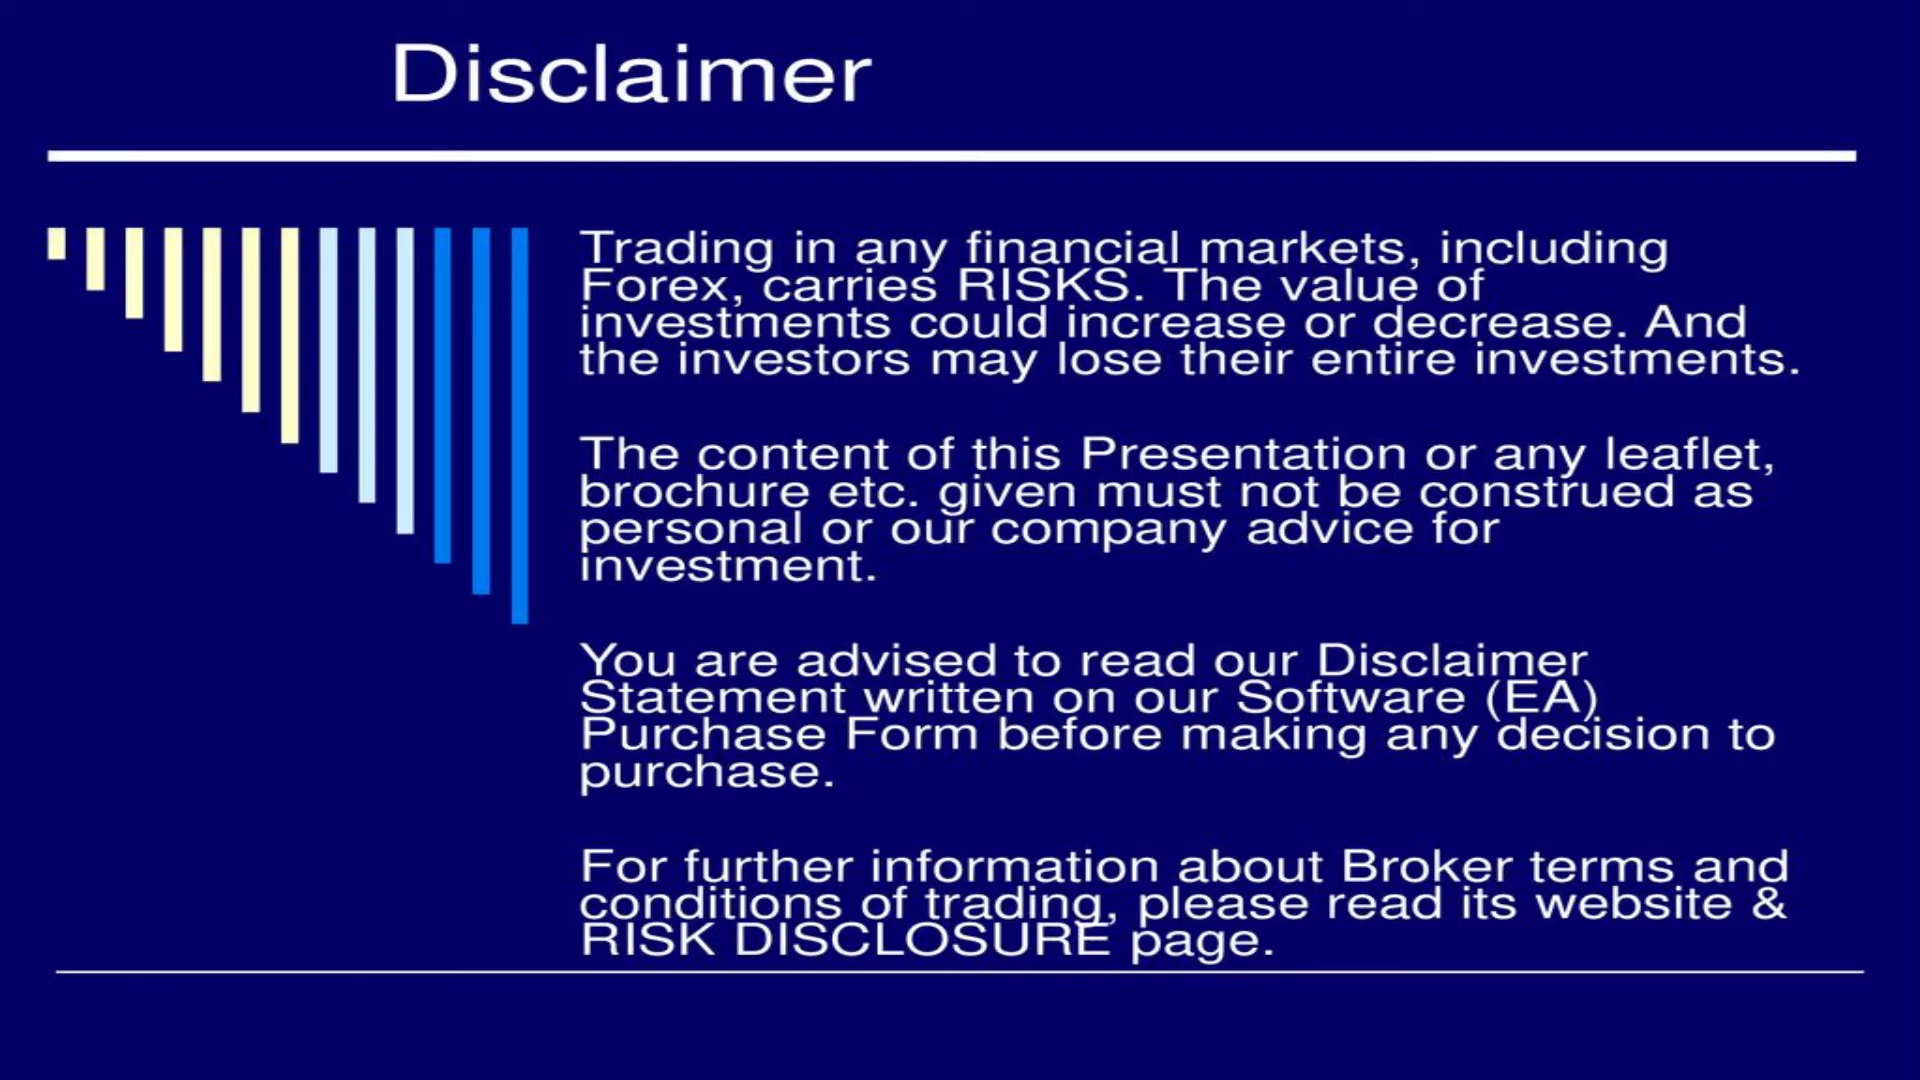 Disclaimer
Trading in any financial markets, including
Forex, carries RISKS. The value of
investments could increase or decrease. And
the investors may lose their entire investments.
The content of this Presentation or any leaflet,
brochure etc. given must not be construed as
personal or our company advice for
investment.
You are advised to read our Disclaimer
Statement written on our Software (EA)
Purchase Form before making any decision to
purchase.
For further information about Broker terms and
conditions of trading, please read its website &
RISK DISCLOSURE page.